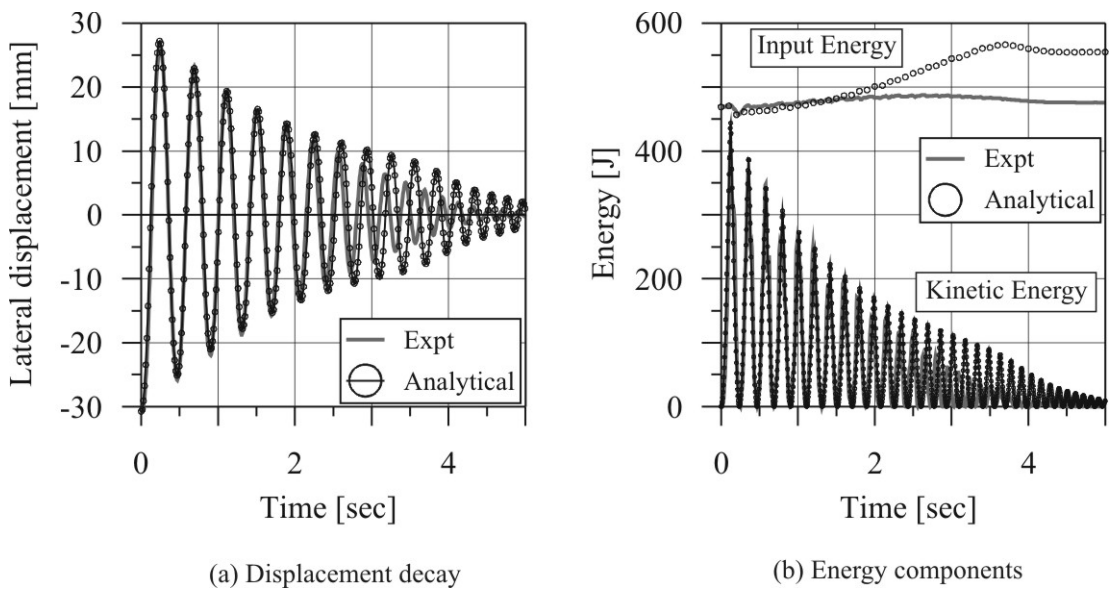 30
20
10
0
-10
-20
-30
Lateral displacement [mm]
Expt
Analytical
0
2
4
Time [sec]
(a) Displacement decay
600
400
200
0
Energy [J]
Input Energy
Expt
Analytical
Kinetic Energy
0
2
4
Time [sec]
(b) Energy components